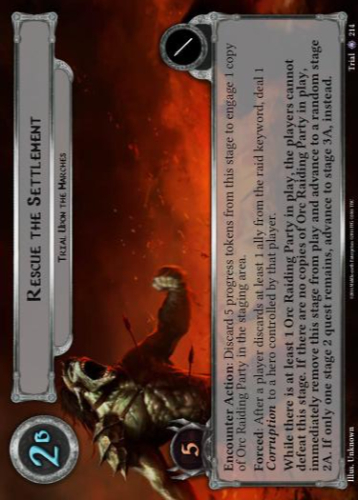 2B
RESCUE THE SETTLEMENT
TRIAL UPON THE MARCHES
5
Encounter Action: Discard 5 progress tokens from this stage to engage 1 copy
of Orc Raiding Party in the staging area.
Forced: After a player discards at least 1 ally from the raid keyword, deal 1
Corruption to a hero controlled by that player.
While there is at least 1 Orc Raiding Party in play, the players cannot
defeat this stage. If there are no copies of Orc Raiding Party in play,
immediately remove this stage from play and advance to a random stage
2A. If only one stage 2 quest remains, advance to stage 3A, instead.
Illus. Unknown
Trial 214